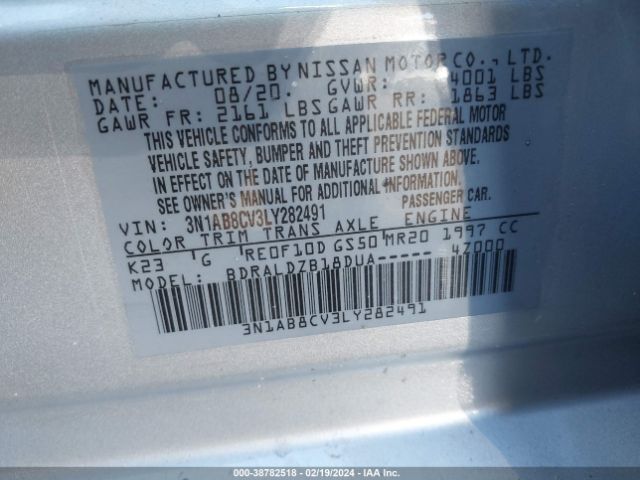 MANUFACTURED BY NISSAN MOTOR CO., LTD.
DATE: 08/20. GVWR: 4001 LBS
GAWR FR: 2161 LBS GAWR RR: 1863 LBS
THIS VEHICLE CONFORMS TO ALL APPLICABLE FEDERAL MOTOR
VEHICLE SAFETY, BUMPER AND THEFT PREVENTION STANDARDS
IN EFFECT ON THE DATE OF MANUFACTURE SHOWN ABOVE.
SEE OWNER'S MANUAL FOR ADDITIONAL INFORMATION.
VIN: 3N1AB8CV3LY282491 PASSENGER CAR.
COLOR TRIM TRANS AXLE ENGINE
K23 G RE0F10D GS50 MR20 1997 CC
MODEL: BDRALDZB18DUA----- 42000
3N1AB8CV3LY282491
000-38782518 - 02/19/2024 - IAA Inc.